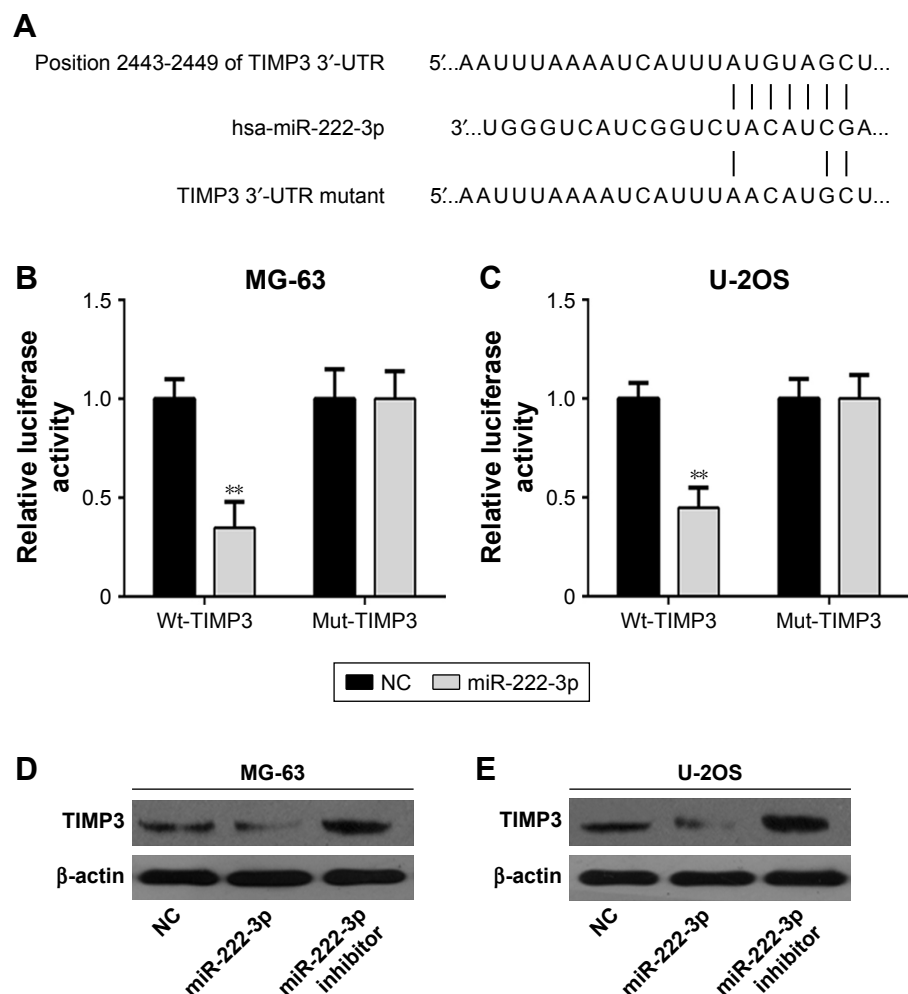 A
Position 2443-2449 of TIMP3 3′-UTR 5′...AAUUUAAAAUCAUUUAUGUAGCU...
hsa-miR-222-3p 3′...UGGGUCAUCGGUCUACAUCGA...
TIMP3 3′-UTR mutant 5′...AAUUUAAAAUCAUUUAACAUGCU...
B MG-63
Relative luciferase
activity
1.5
1.0
0.5
0
**
Wt-TIMP3 Mut-TIMP3
C U-2OS
Relative luciferase
activity
1.5
1.0
0.5
0
**
Wt-TIMP3 Mut-TIMP3
NC miR-222-3p
D MG-63
TIMP3
β-actin
NC
miR-222-3p
miR-222-3p
inhibitor
E U-2OS
TIMP3
β-actin
NC
miR-222-3p
miR-222-3p
inhibitor